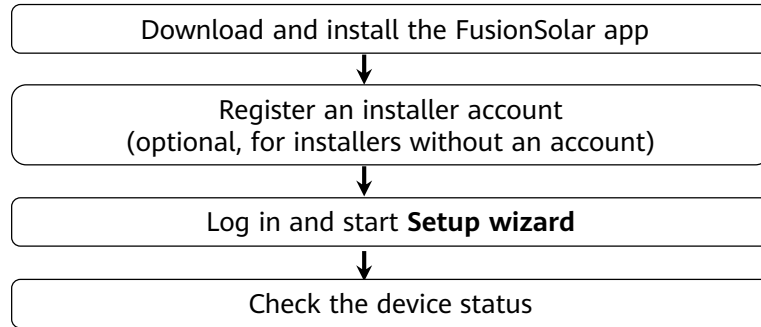 Download and install the FusionSolar app
Register an installer account
(optional, for installers without an account)
Log in and start Setup wizard
Check the device status